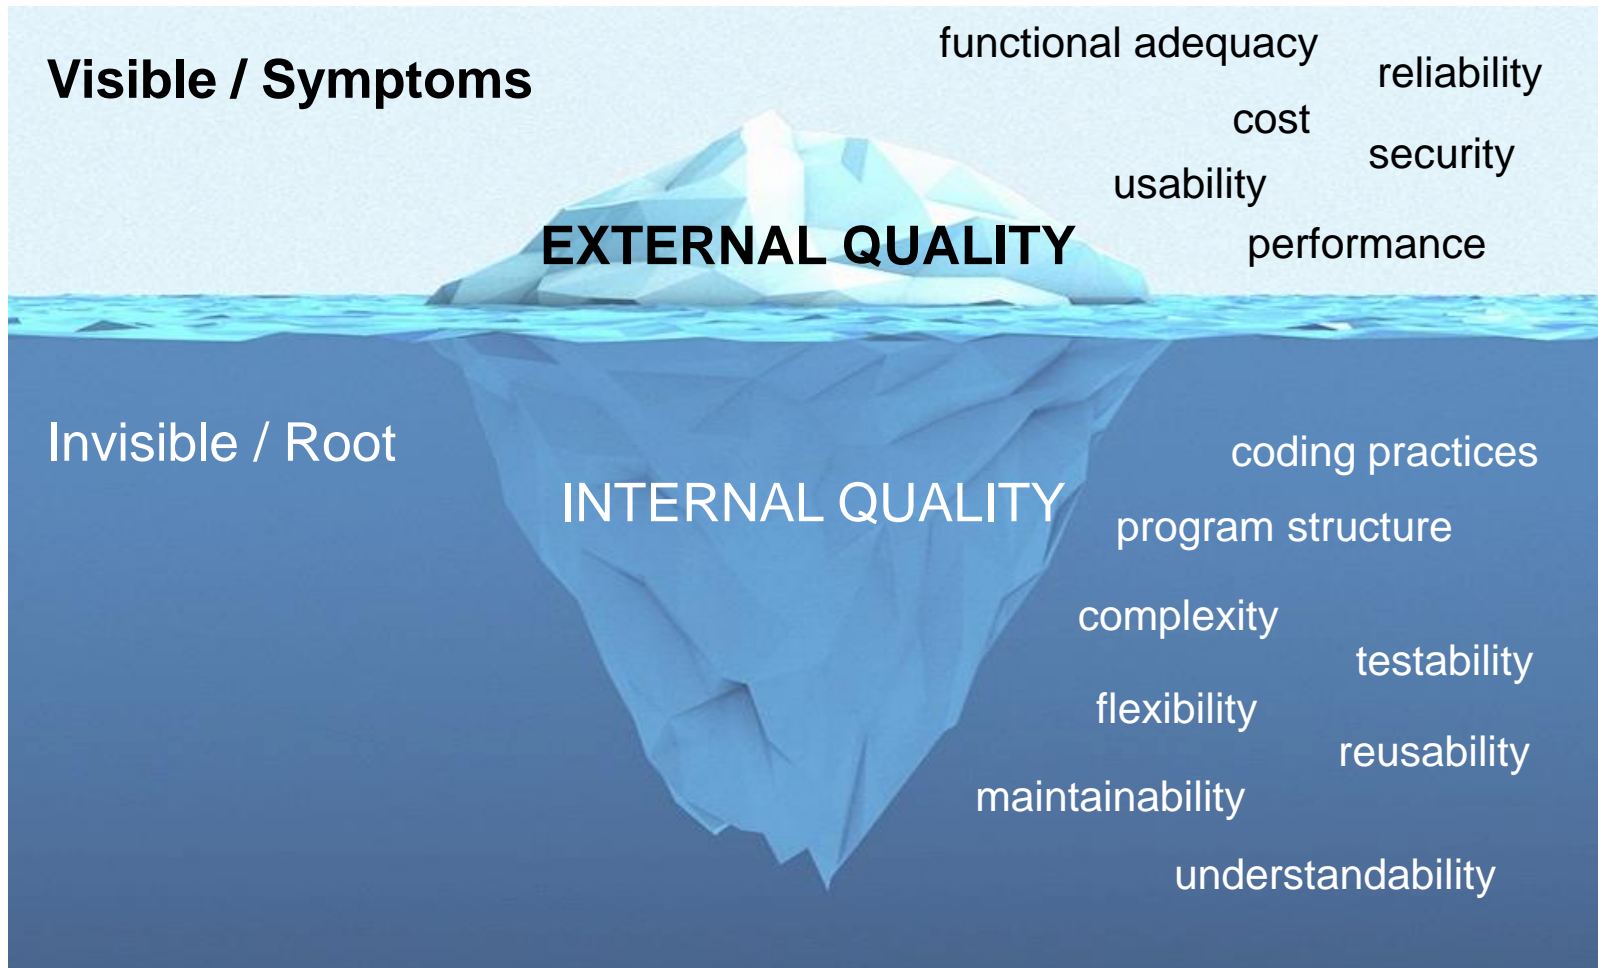 Visible / Symptoms
functional adequacy
reliability
cost
security
usability
performance
EXTERNAL QUALITY
Invisible / Root
INTERNAL QUALITY
coding practices
program structure
complexity
testability
flexibility
reusability
maintainability
understandability